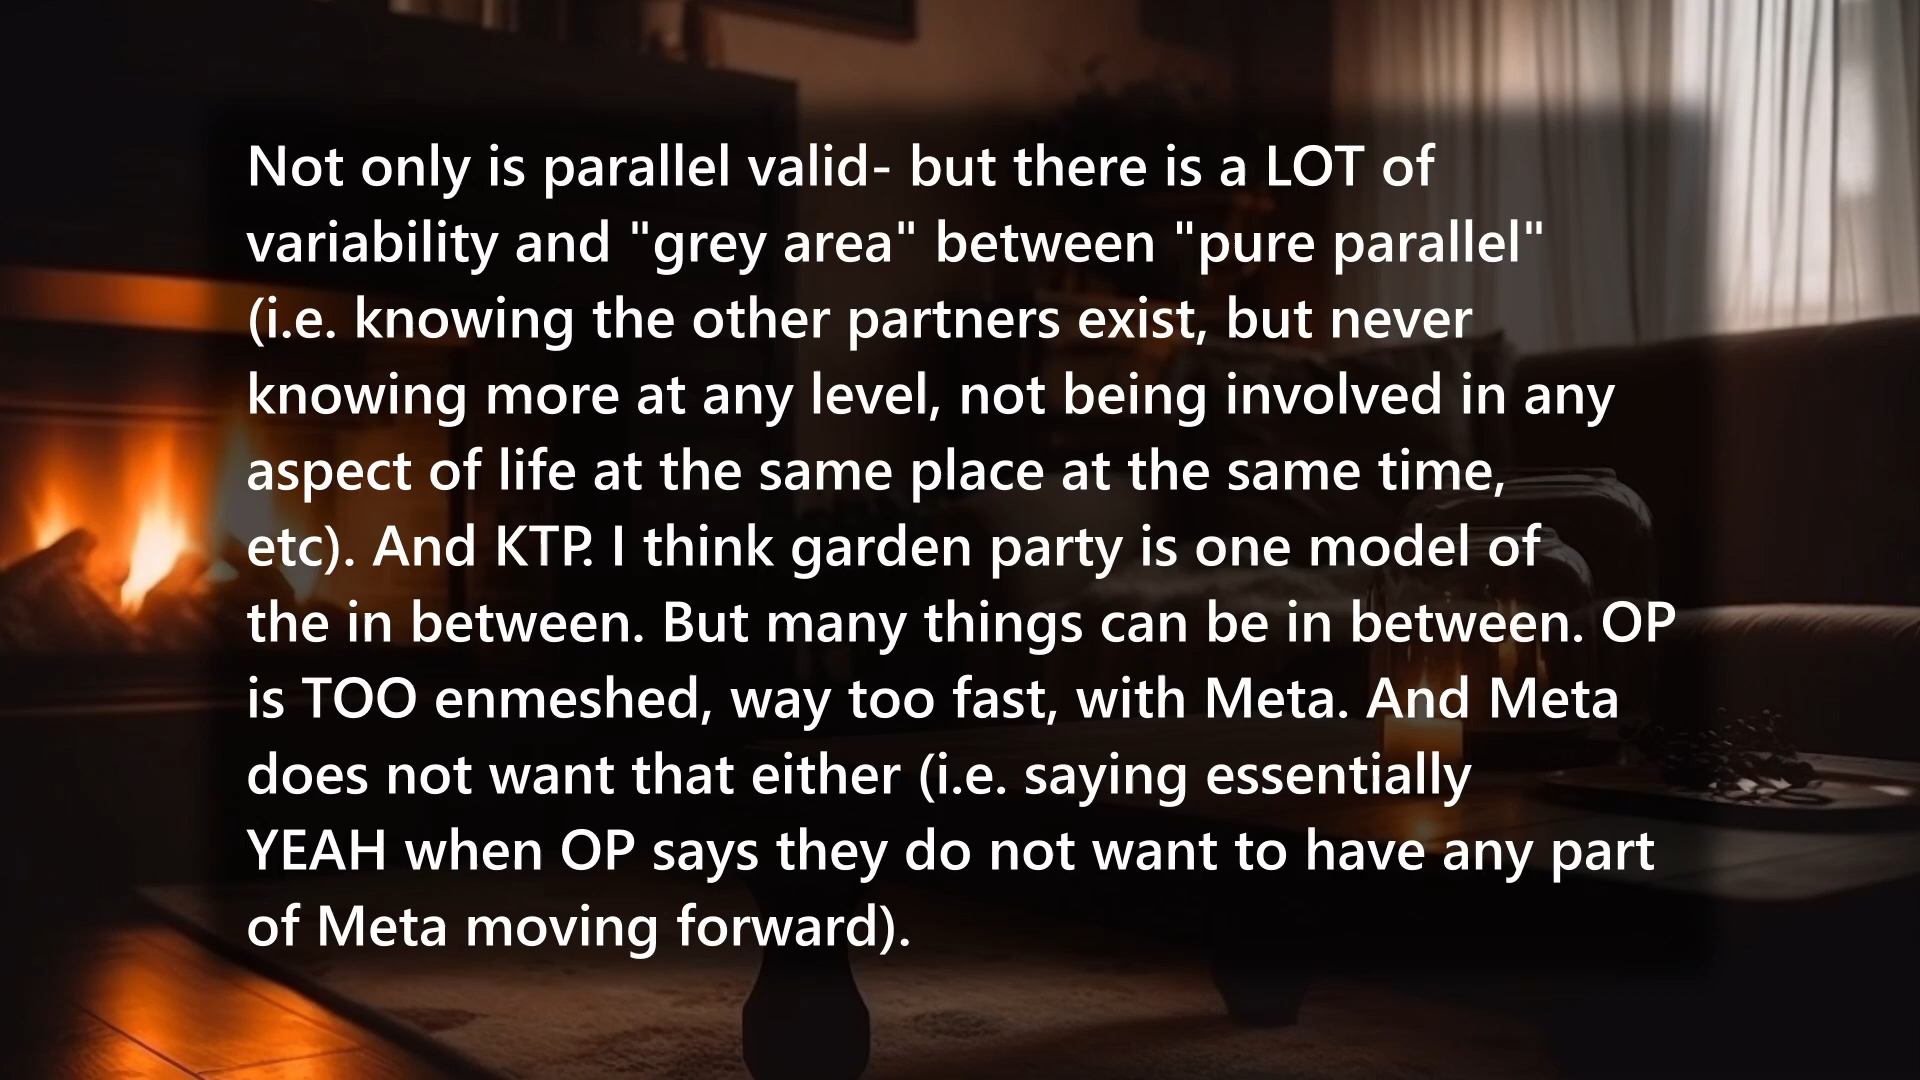 Not only is parallel valid- but there is a LOT of
variability and "grey area" between "pure parallel"
(i.e. knowing the other partners exist, but never
knowing more at any level, not being involved in any
aspect of life at the same place at the same time,
etc). And KTP. I think garden party is one model of
the in between. But many things can be in between. OP
is TOO enmeshed, way too fast, with Meta. And Meta
does not want that either (i.e. saying essentially
YEAH when OP says they do not want to have any part
of Meta moving forward).